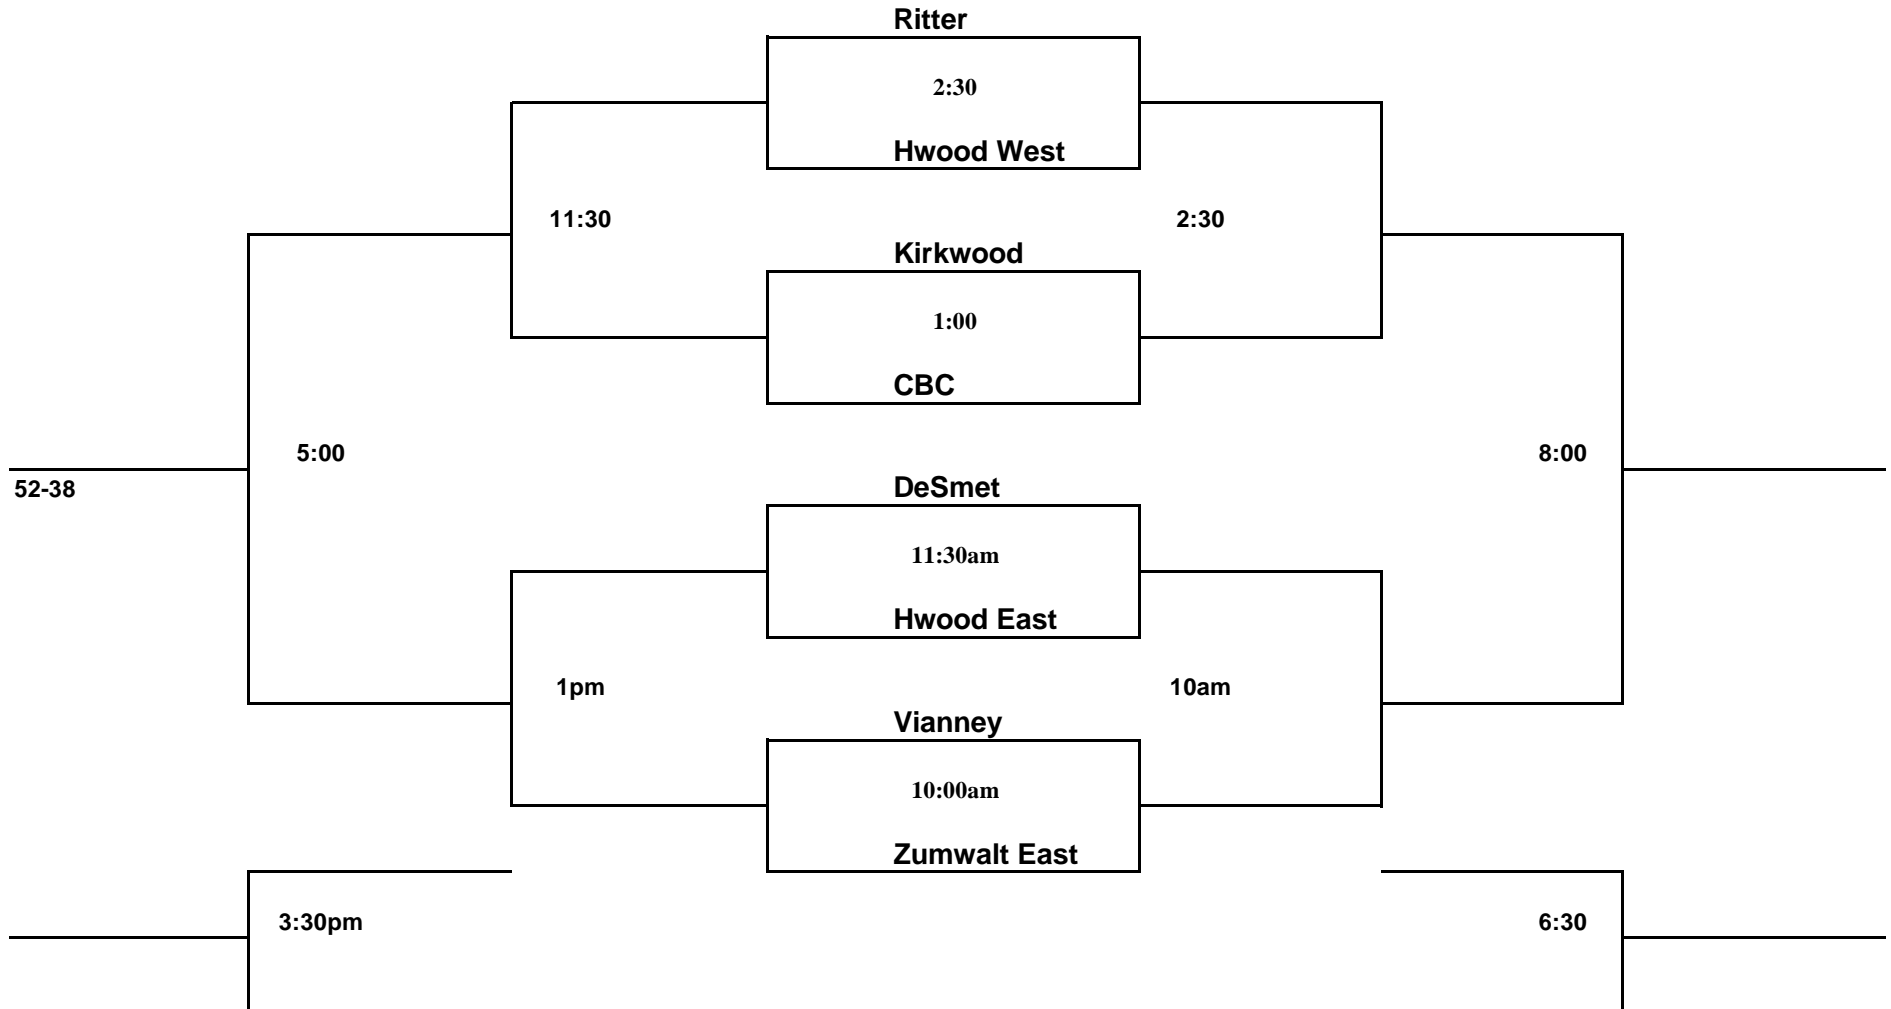 Ritter
2:30
Hwood West
11:30
2:30
Kirkwood
1:00
CBC
5:00
8:00
52-38
DeSmet
11:30am
Hwood East
1pm
10am
Vianney
10:00am
Zumwalt East
3:30pm
6:30